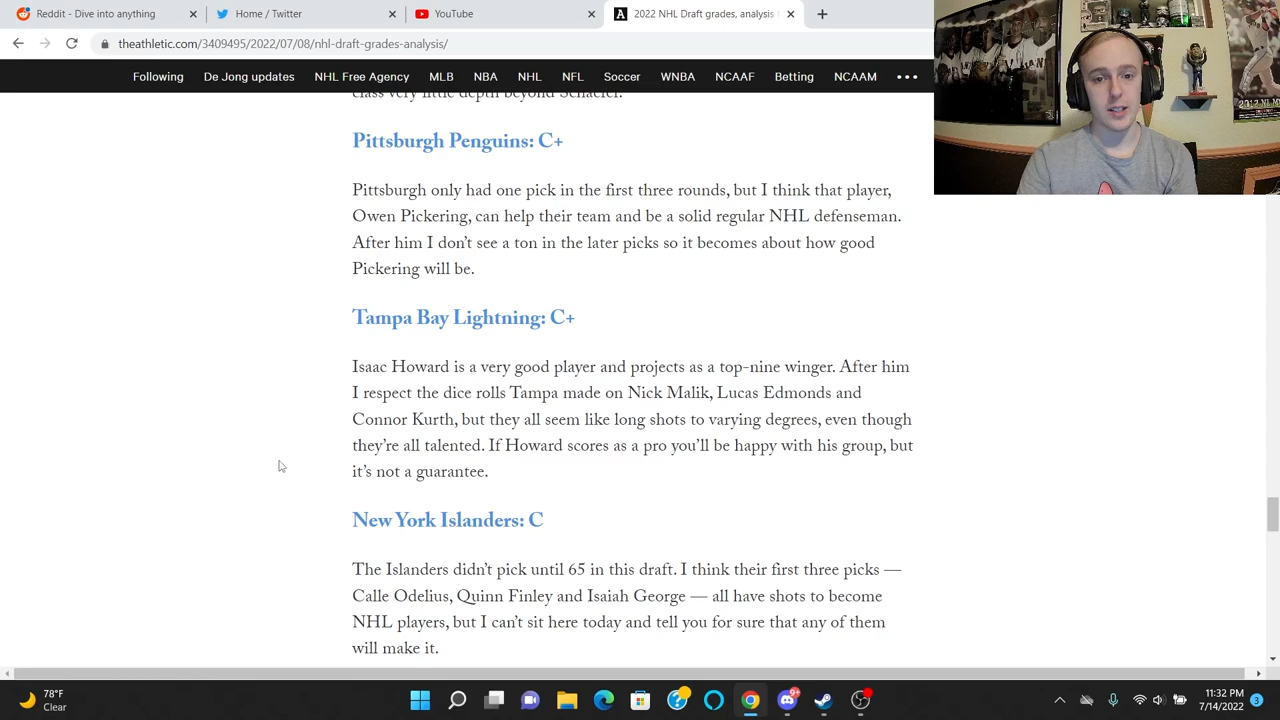 Reddit - Dive into anything
Home / Twitter
YouTube
2022 NHL Draft grades, analysis
theathletic.com/3409495/2022/07/08/nhl-draft-grades-analysis/
Following De Jong updates NHL Free Agency MLB NBA NHL NFL Soccer WNBA NCAAF Betting NCAAM
class very little depth beyond Schaefer.
Pittsburgh Penguins: C+
Pittsburgh only had one pick in the first three rounds, but I think that player,
Owen Pickering, can help their team and be a solid regular NHL defenseman.
After him I don’t see a ton in the later picks so it becomes about how good
Pickering will be.
Tampa Bay Lightning: C+
Isaac Howard is a very good player and projects as a top-nine winger. After him
I respect the dice rolls Tampa made on Nick Malik, Lucas Edmonds and
Connor Kurth, but they all seem like long shots to varying degrees, even though
they’re all talented. If Howard scores as a pro you’ll be happy with his group, but
it’s not a guarantee.
New York Islanders: C
The Islanders didn’t pick until 65 in this draft. I think their first three picks —
Calle Odelius, Quinn Finley and Isaiah George — all have shots to become
NHL players, but I can’t sit here today and tell you for sure that any of them
will make it.
78°F
Clear
11:32 PM
7/14/2022
3